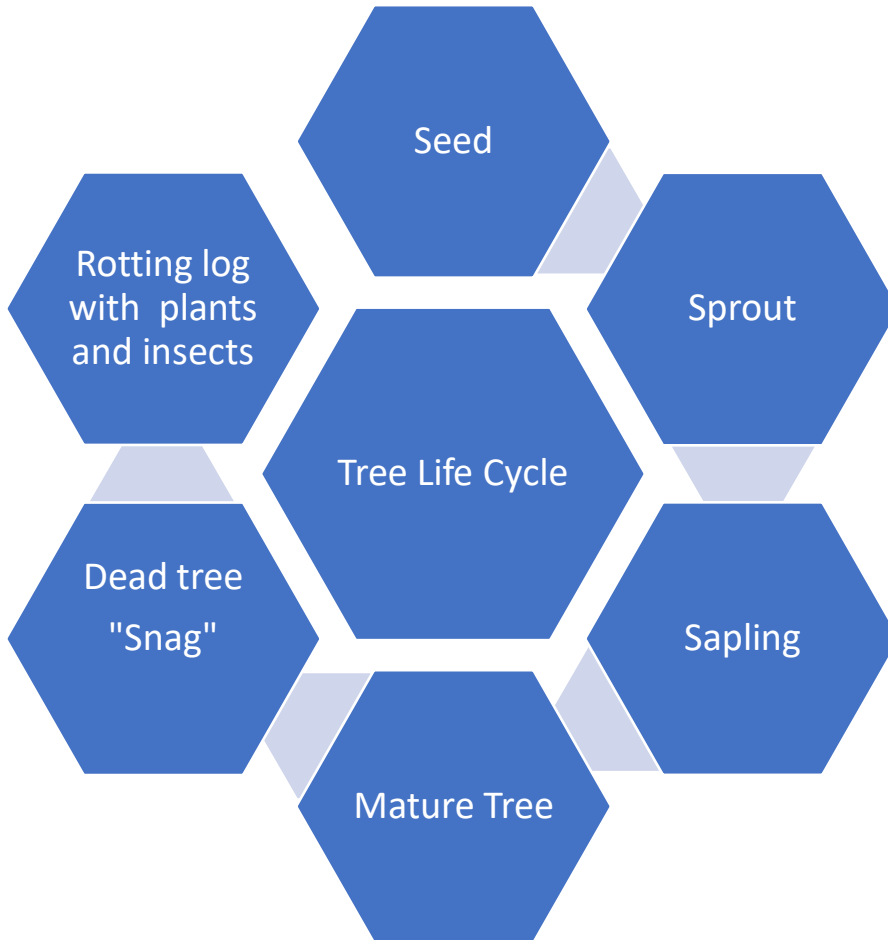 Seed
Sprout
Sapling
Mature Tree
Dead tree
"Snag"
Rotting log
with  plants
and insects
Tree Life Cycle